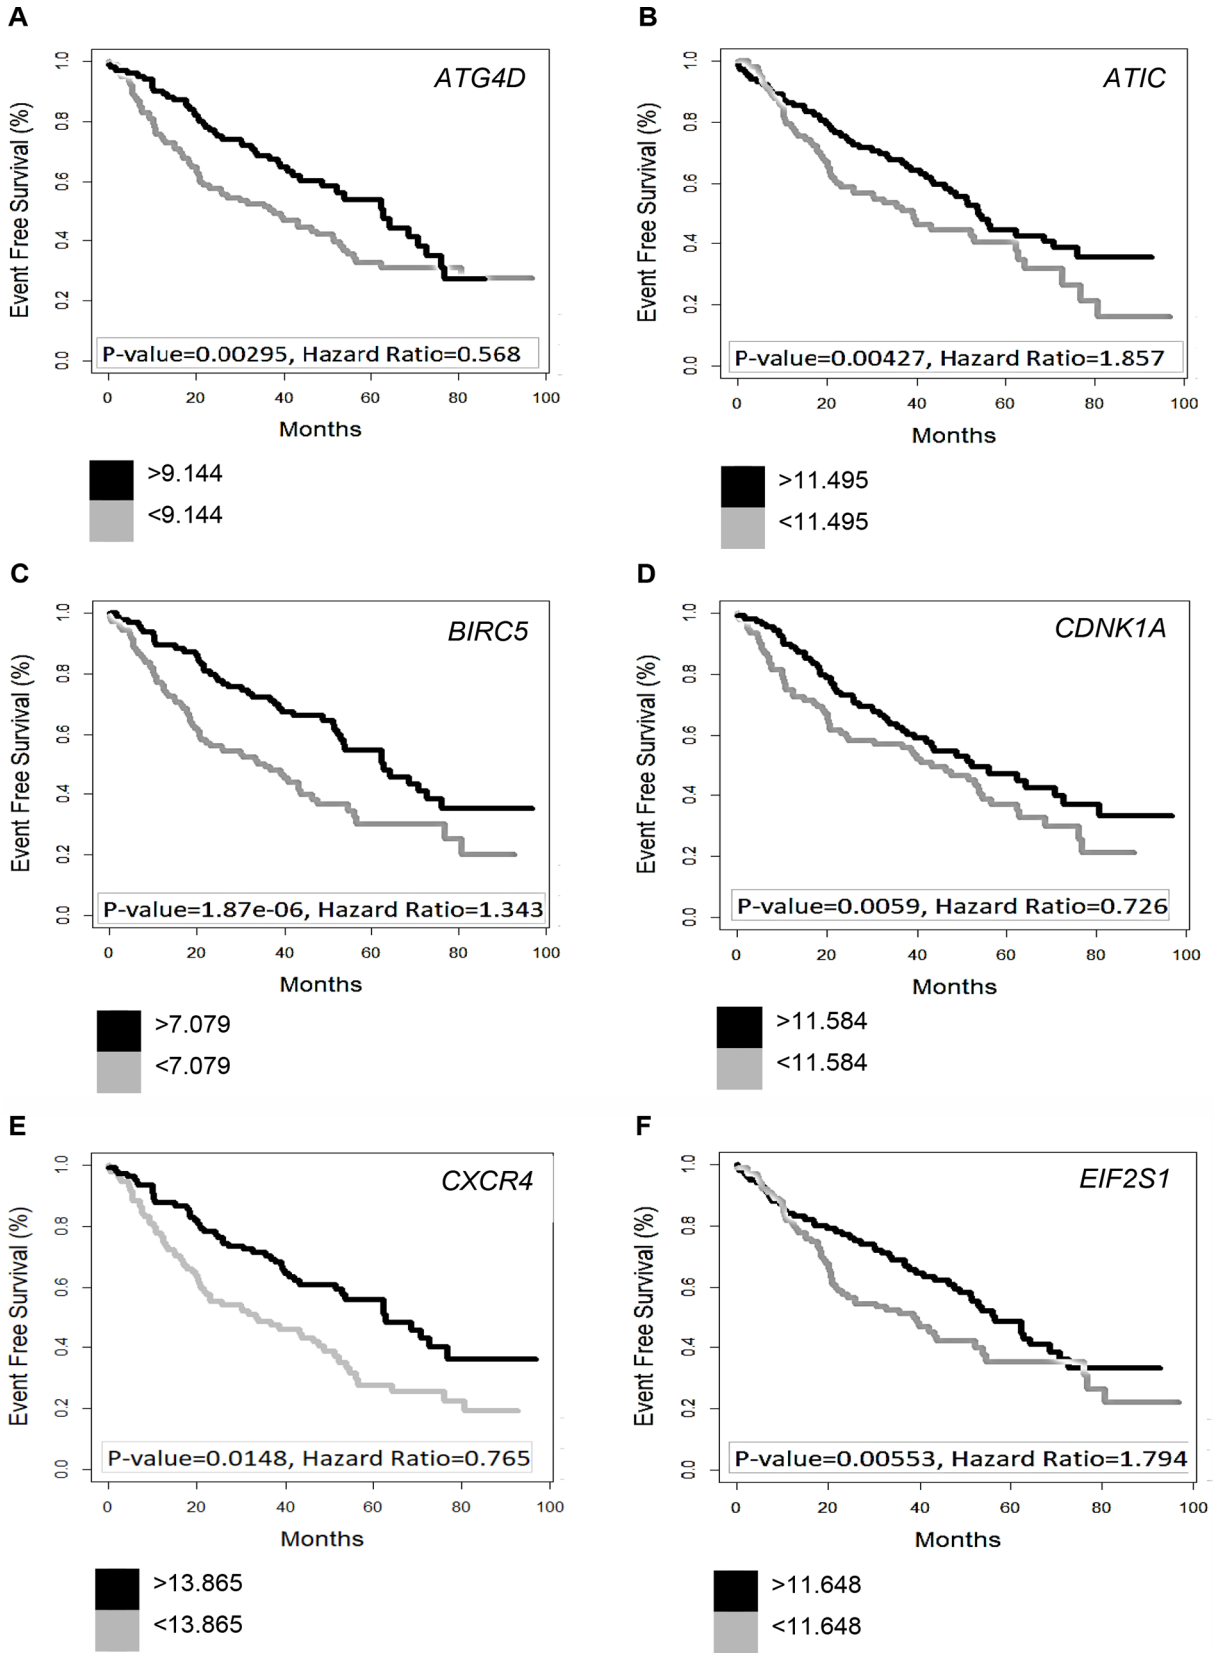 A
ATG4D
Event Free Survival (%)
1.0
0.8
0.6
0.4
0.2
0.0
P-value=0.00295, Hazard Ratio=0.568
0 20 40 60 80 100
Months
>9.144
<9.144
B
ATIC
Event Free Survival (%)
1.0
0.8
0.6
0.4
0.2
0.0
P-value=0.00427, Hazard Ratio=1.857
0 20 40 60 80 100
Months
>11.495
<11.495
C
BIRC5
Event Free Survival (%)
1.0
0.8
0.6
0.4
0.2
0.0
P-value=1.87e-06, Hazard Ratio=1.343
0 20 40 60 80 100
Months
>7.079
<7.079
D
CDNK1A
Event Free Survival (%)
1.0
0.8
0.6
0.4
0.2
0.0
P-value=0.0059, Hazard Ratio=0.726
0 20 40 60 80 100
Months
>11.584
<11.584
E
CXCR4
Event Free Survival (%)
1.0
0.8
0.6
0.4
0.2
0.0
P-value=0.0148, Hazard Ratio=0.765
0 20 40 60 80 100
Months
>13.865
<13.865
F
EIF2S1
Event Free Survival (%)
1.0
0.8
0.6
0.4
0.2
0.0
P-value=0.00553, Hazard Ratio=1.794
0 20 40 60 80 100
Months
>11.648
<11.648